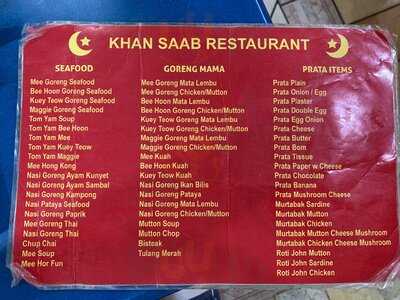 KHAN SAAB RESTAURANT
SEAFOOD
Mee Goreng Seafood
Bee Hoon Goreng Seafood
Kuey Teow Goreng Seafood
Maggie Goreng Seafood
Tom Yam Soup
Tom Yam Bee Hoon
Tom Yam Mee
Tom Yam Kuey Teow
Tom Yam Maggie
Mee Hong Kong
Nasi Goreng Ayam Kunyet
Nasi Goreng Ayam Sambal
Nasi Goreng Kampong
Nasi Pataya Seafood
Nasi Goreng Paprik
Mee Goreng Thai
Nasi Goreng Thai
Chup Chai
Mee Soup
Mee Hor Fun
GORENG MAMA
Mee Goreng Mata Lembu
Mee Goreng Chicken/Mutton
Bee Hoon Mata Lembu
Bee Hoon Goreng Chicken/Mutton
Kuey Teow Goreng Mata Lembu
Kuey Teow Goreng Chicken/Mutton
Maggie Goreng Mata Lembu
Maggie Goreng Chicken/Mutton
Mee Kuah
Bee Hoon Kuah
Kuey Teow Kuah
Nasi Goreng Ikan Bilis
Nasi Goreng Pataya
Nasi Goreng Mata Lembu
Nasi Goreng Chicken/Mutton
Mutton Soup
Mutton Chop
Bisteak
Tulang Merah
PRATA ITEMS
Prata Plain
Prata Onion / Egg
Prata Plaster
Prata Double Egg
Prata Egg Onion
Prata Cheese
Prata Mushroom
Prata Butter
Prata Bom
Prata Tissue
Prata Paper w Cheese
Prata Chocolate
Prata Banana
Prata Mushroom Cheese
Murtabak Sardine
Murtabak Mutton
Murtabak Chicken
Murtabak Mutton Cheese Mushroom
Murtabak Chicken Cheese Mushroom
Roti John Mutton
Roti John Sardine
Roti John Chicken